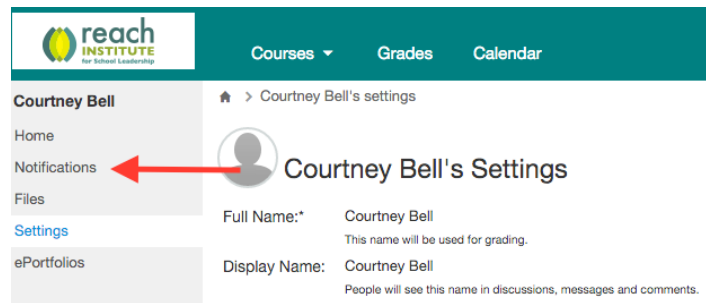 reach
INSTITUTE
for School Leadership
Courses Grades Calendar
Courtney Bell
Home
Notifications
Files
Settings
ePortfolios
> Courtney Bell's settings
Courtney Bell's Settings
Full Name:* Courtney Bell
This name will be used for grading.
Display Name: Courtney Bell
People will see this name in discussions, messages and comments.